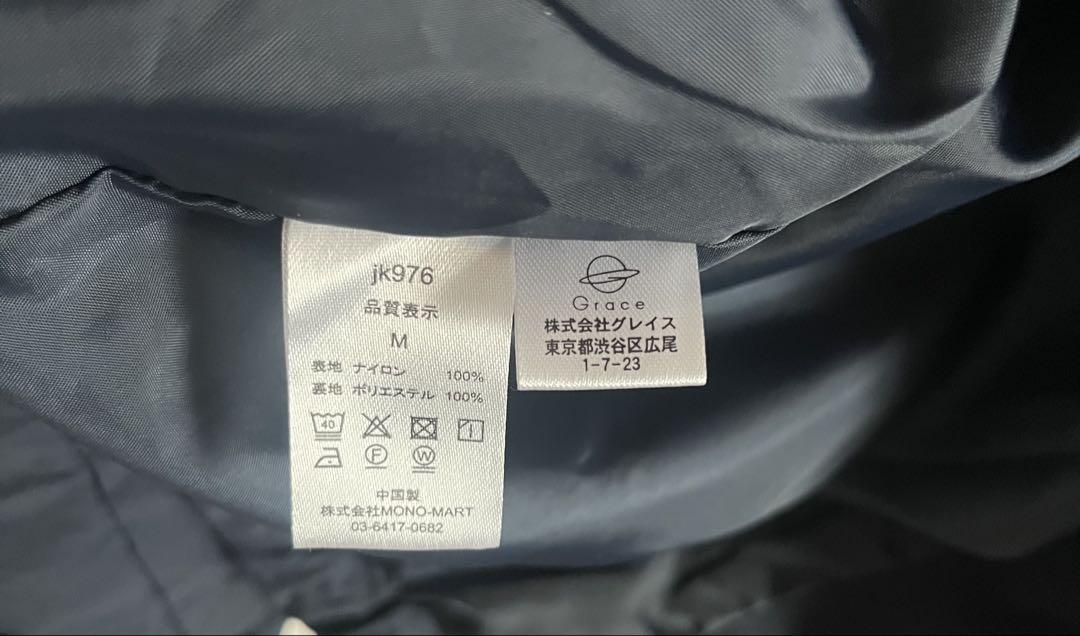 jk976
品質表示
M
表地 ナイロン 100%
裏地 ポリエステル 100%
40
F W
中国製
株式会社MONO-MART
03-6417-0682
Grace
株式会社グレイス
東京都渋谷区広尾
1-7-23